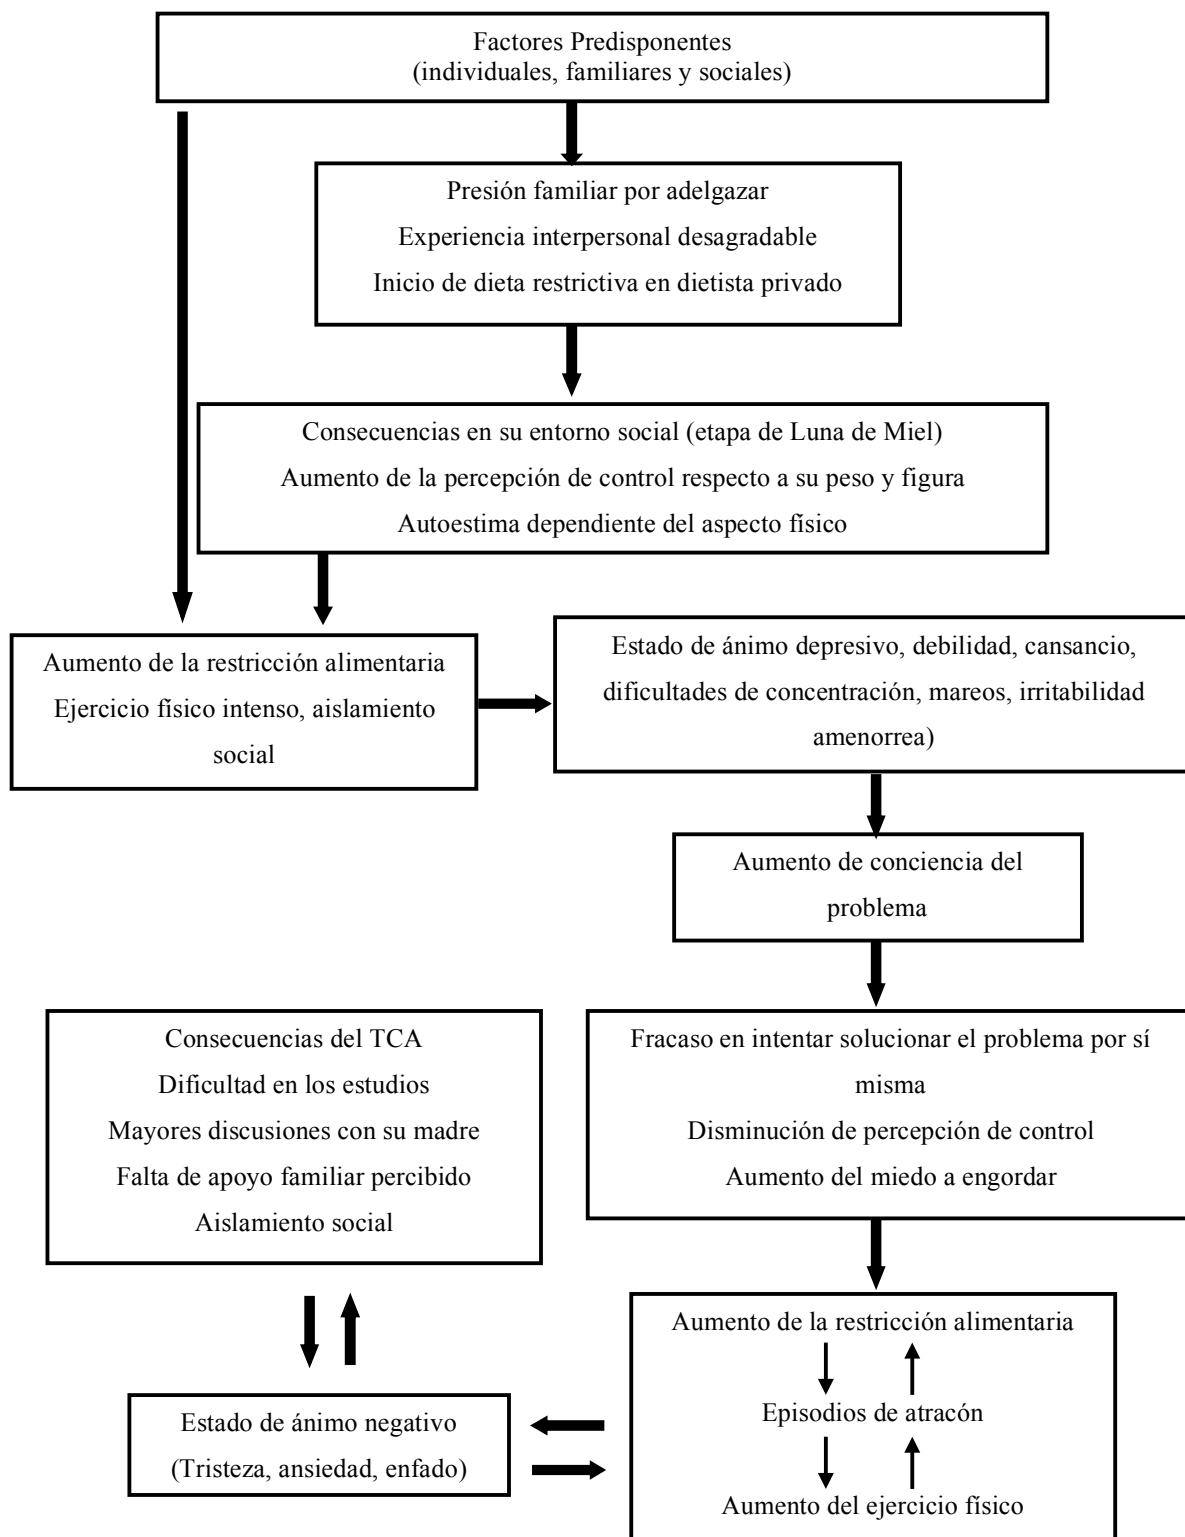 Factores Predisponentes
(individuales, familiares y sociales)
Presión familiar por adelgazar
Experiencia interpersonal desagradable
Inicio de dieta restrictiva en dietista privado
Consecuencias en su entorno social (etapa de Luna de Miel)
Aumento de la percepción de control respecto a su peso y figura
Autoestima dependiente del aspecto físico
Aumento de la restricción alimentaria
Ejercicio físico intenso, aislamiento
social
Estado de ánimo depresivo, debilidad, cansancio,
dificultades de concentración, mareos, irritabilidad
amenorrea)
Aumento de conciencia del
problema
Fracaso en intentar solucionar el problema por sí
misma
Disminución de percepción de control
Aumento del miedo a engordar
Consecuencias del TCA
Dificultad en los estudios
Mayores discusiones con su madre
Falta de apoyo familiar percibido
Aislamiento social
Aumento de la restricción alimentaria
Episodios de atracón
Aumento del ejercicio físico
Estado de ánimo negativo
(Tristeza, ansiedad, enfado)